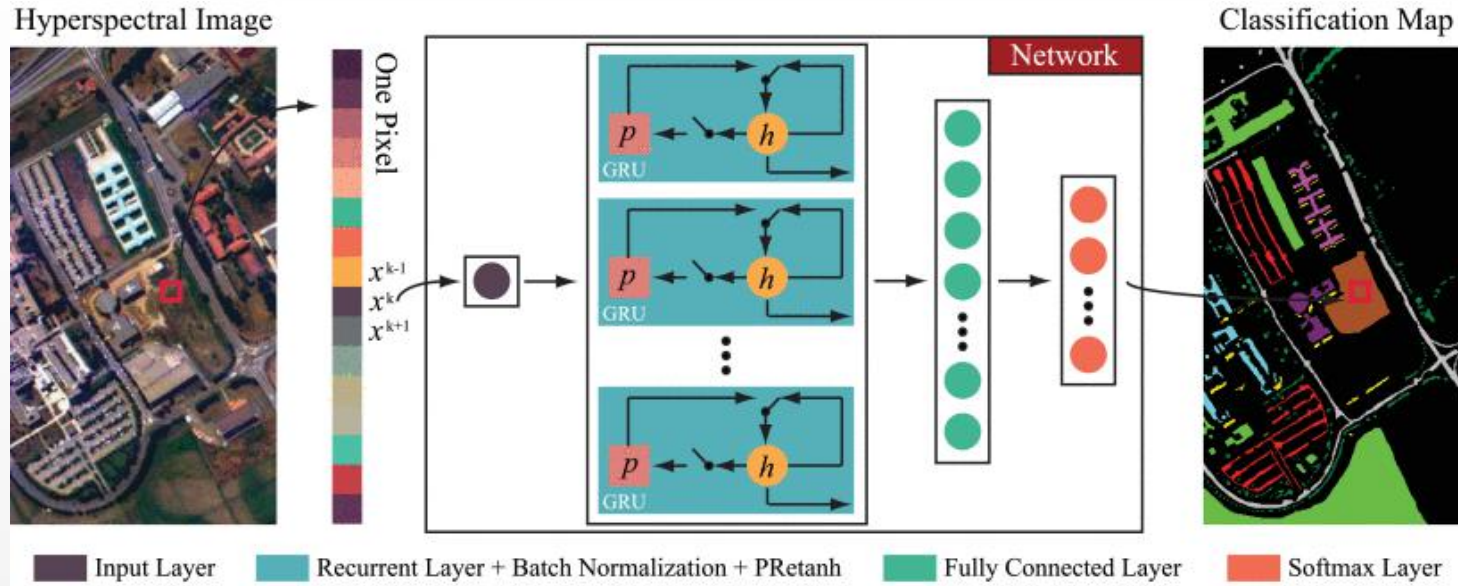 Hyperspectral Image
One Pixel
x^{k-1}
x^{k}
x^{k+1}
Network
p
h
GRU
p
h
GRU
p
h
GRU
Classification Map
Input Layer
Recurrent Layer + Batch Normalization + PRetanh
Fully Connected Layer
Softmax Layer